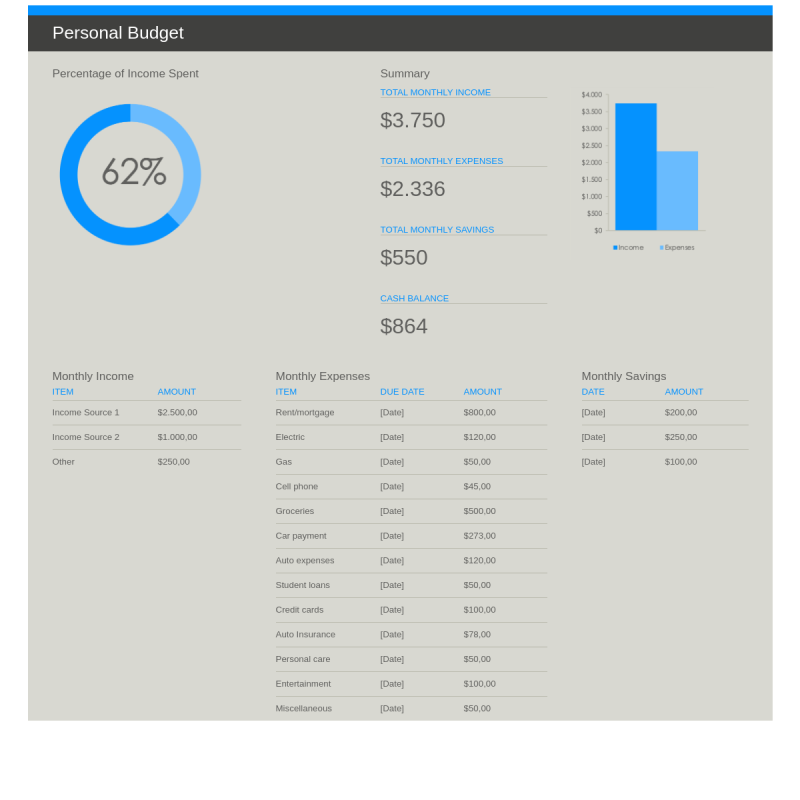 Personal Budget
Percentage of Income Spent
62%
Summary
TOTAL MONTHLY INCOME
$3.750
TOTAL MONTHLY EXPENSES
$2.336
TOTAL MONTHLY SAVINGS
$550
CASH BALANCE
$864
$4.000
$3.500
$3.000
$2.500
$2.000
$1.500
$1.000
$500
$0
Income Expenses
Monthly Income
ITEM AMOUNT
Income Source 1 $2.500,00
Income Source 2 $1.000,00
Other $250,00
Monthly Expenses
ITEM DUE DATE AMOUNT
Rent/mortgage [Date] $800,00
Electric [Date] $120,00
Gas [Date] $50,00
Cell phone [Date] $45,00
Groceries [Date] $500,00
Car payment [Date] $273,00
Auto expenses [Date] $120,00
Student loans [Date] $50,00
Credit cards [Date] $100,00
Auto Insurance [Date] $78,00
Personal care [Date] $50,00
Entertainment [Date] $100,00
Miscellaneous [Date] $50,00
Monthly Savings
DATE AMOUNT
[Date] $200,00
[Date] $250,00
[Date] $100,00